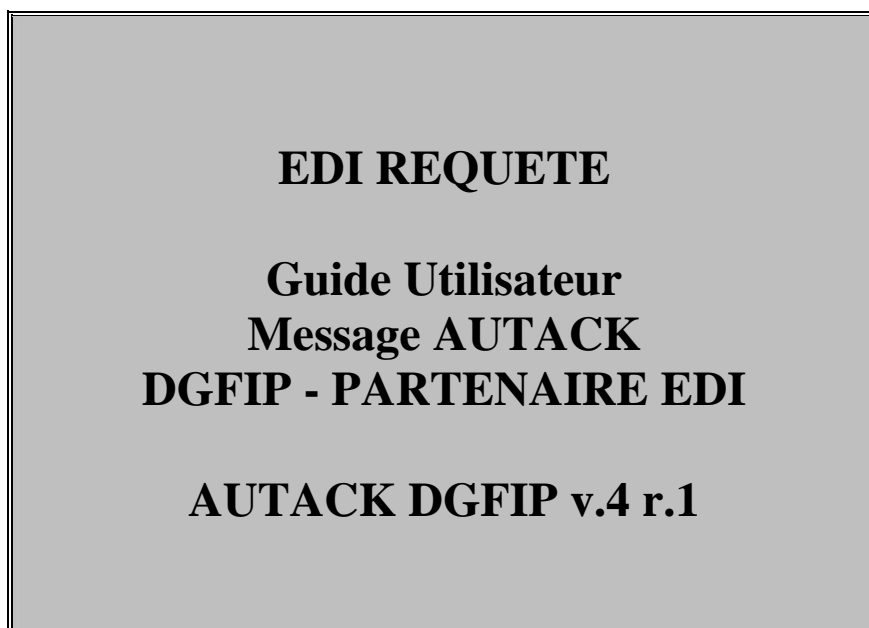 EDI REQUETE
Guide Utilisateur
Message AUTACK
DGFIP - PARTENAIRE EDI
AUTACK DGFIP v.4 r.1